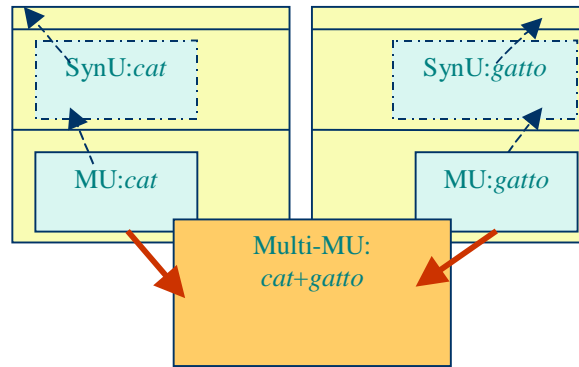 SynU:cat
SynU:gatto
MU:cat
MU:gatto
Multi-MU:
cat+gatto